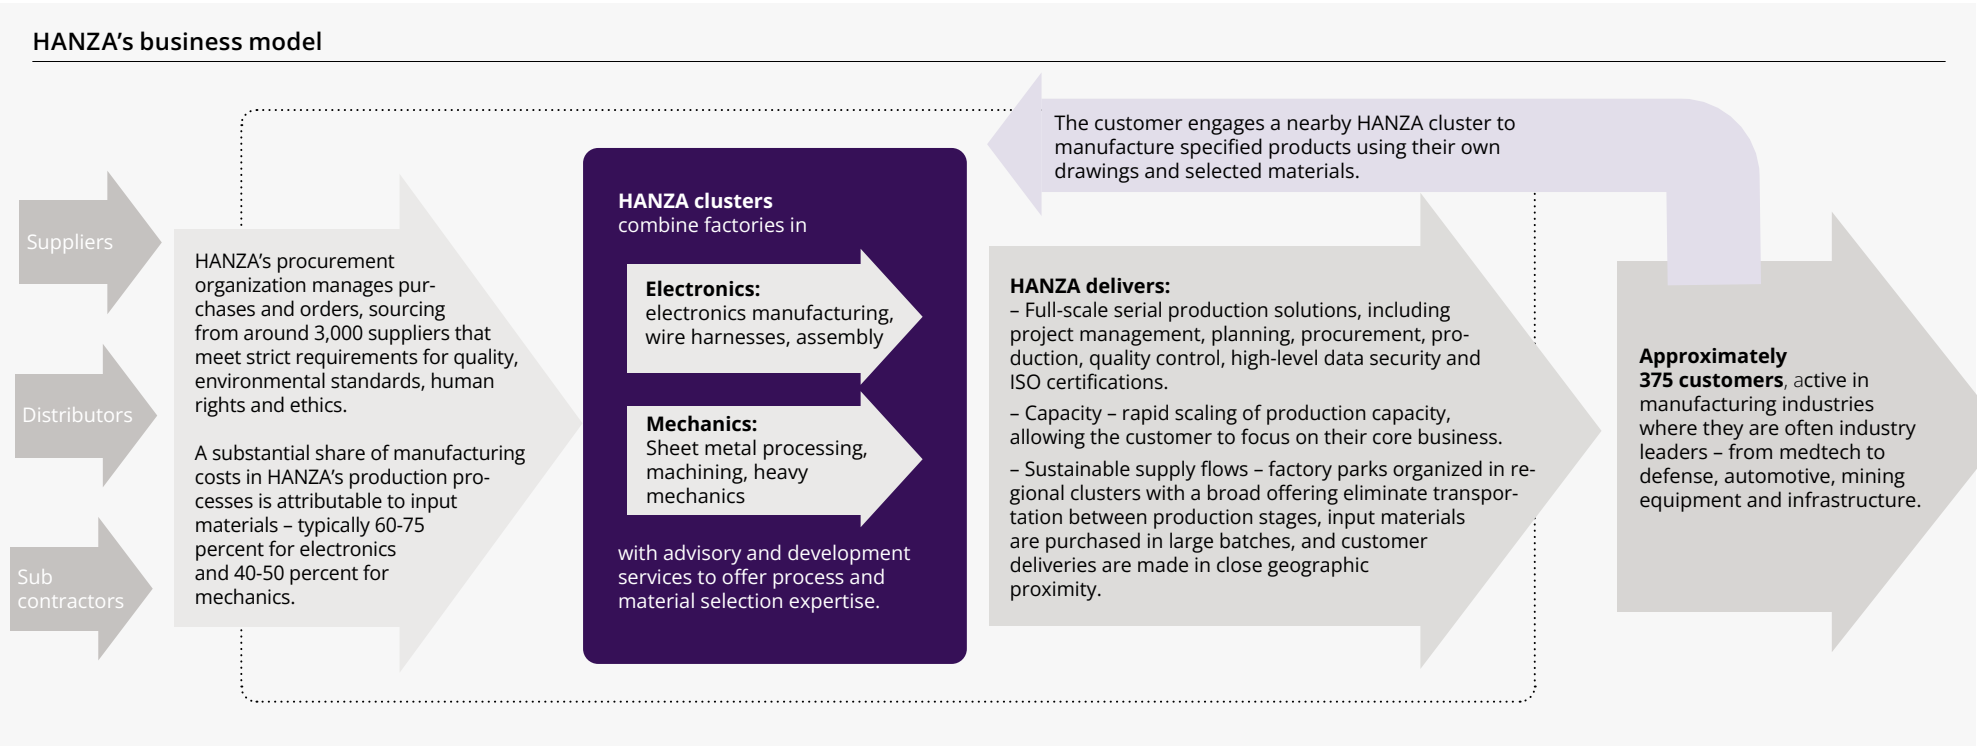 HANZA’s business model
Suppliers
Distributors
Sub
contractors
HANZA’s procurement
organization manages pur-
chases and orders, sourcing
from around 3,000 suppliers that
meet strict requirements for quality,
environmental standards, human
rights and ethics.
A substantial share of manufacturing
costs in HANZA’s production pro-
cesses is attributable to input
materials – typically 60-75
percent for electronics
and 40-50 percent for
mechanics.
HANZA clusters
combine factories in
Electronics:
electronics manufacturing,
wire harnesses, assembly
Mechanics:
Sheet metal processing,
machining, heavy
mechanics
with advisory and development
services to offer process and
material selection expertise.
The customer engages a nearby HANZA cluster to
manufacture specified products using their own
drawings and selected materials.
HANZA delivers:
– Full-scale serial production solutions, including
project management, planning, procurement, pro-
duction, quality control, high-level data security and
ISO certifications.
– Capacity – rapid scaling of production capacity,
allowing the customer to focus on their core business.
– Sustainable supply flows – factory parks organized in re-
gional clusters with a broad offering eliminate transpor-
tation between production stages, input materials
are purchased in large batches, and customer
deliveries are made in close geographic
proximity.
Approximately
375 customers, active in
manufacturing industries
where they are often industry
leaders – from medtech to
defense, automotive, mining
equipment and infrastructure.